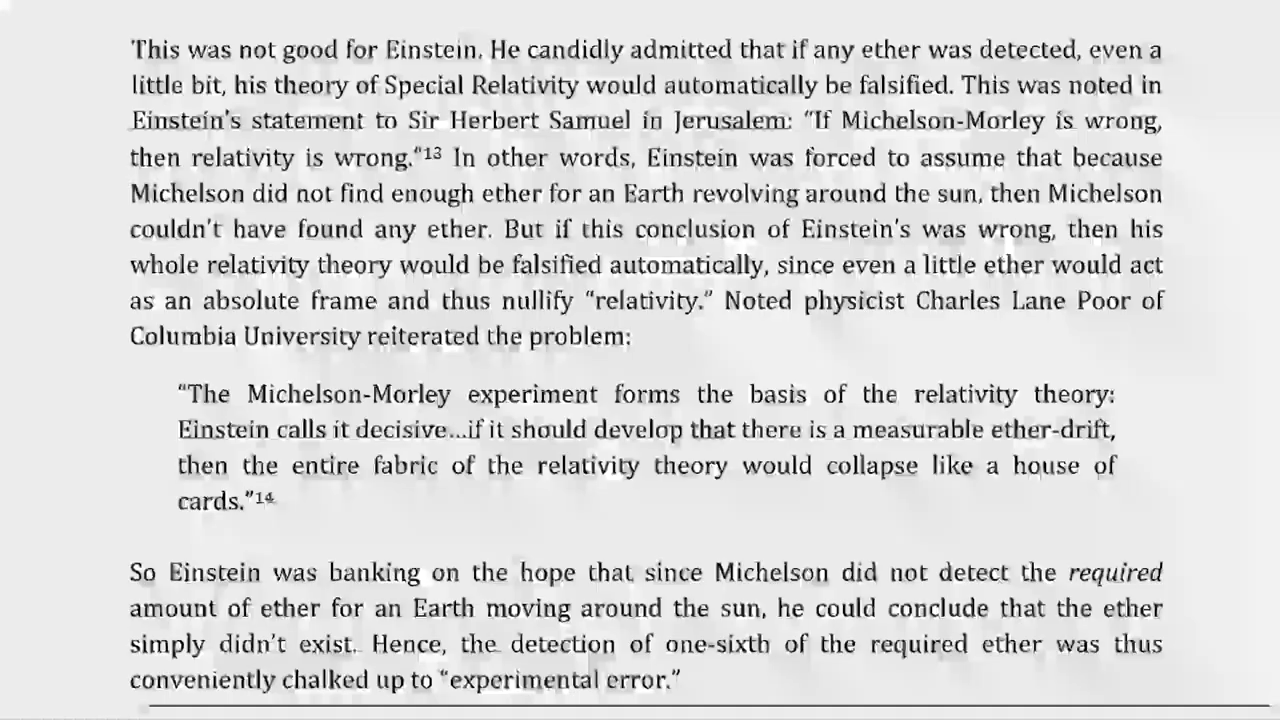 This was not good for Einstein. He candidly admitted that if any ether was detected, even a
little bit, his theory of Special Relativity would automatically be falsified. This was noted in
Einstein's statement to Sir Herbert Samuel in Jerusalem: "If Michelson-Morley is wrong,
then relativity is wrong."13 In other words, Einstein was forced to assume that because
Michelson did not find enough ether for an Earth revolving around the sun, then Michelson
couldn't have found any ether. But if this conclusion of Einstein's was wrong, then his
whole relativity theory would be falsified automatically, since even a little ether would act
as an absolute frame and thus nullify "relativity." Noted physicist Charles Lane Poor of
Columbia University reiterated the problem:
"The Michelson-Morley experiment forms the basis of the relativity theory:
Einstein calls it decisive...if it should develop that there is a measurable ether-drift,
then the entire fabric of the relativity theory would collapse like a house of
cards."14
So Einstein was banking on the hope that since Michelson did not detect the required
amount of ether for an Earth moving around the sun, he could conclude that the ether
simply didn't exist. Hence, the detection of one-sixth of the required ether was thus
conveniently chalked up to "experimental error."